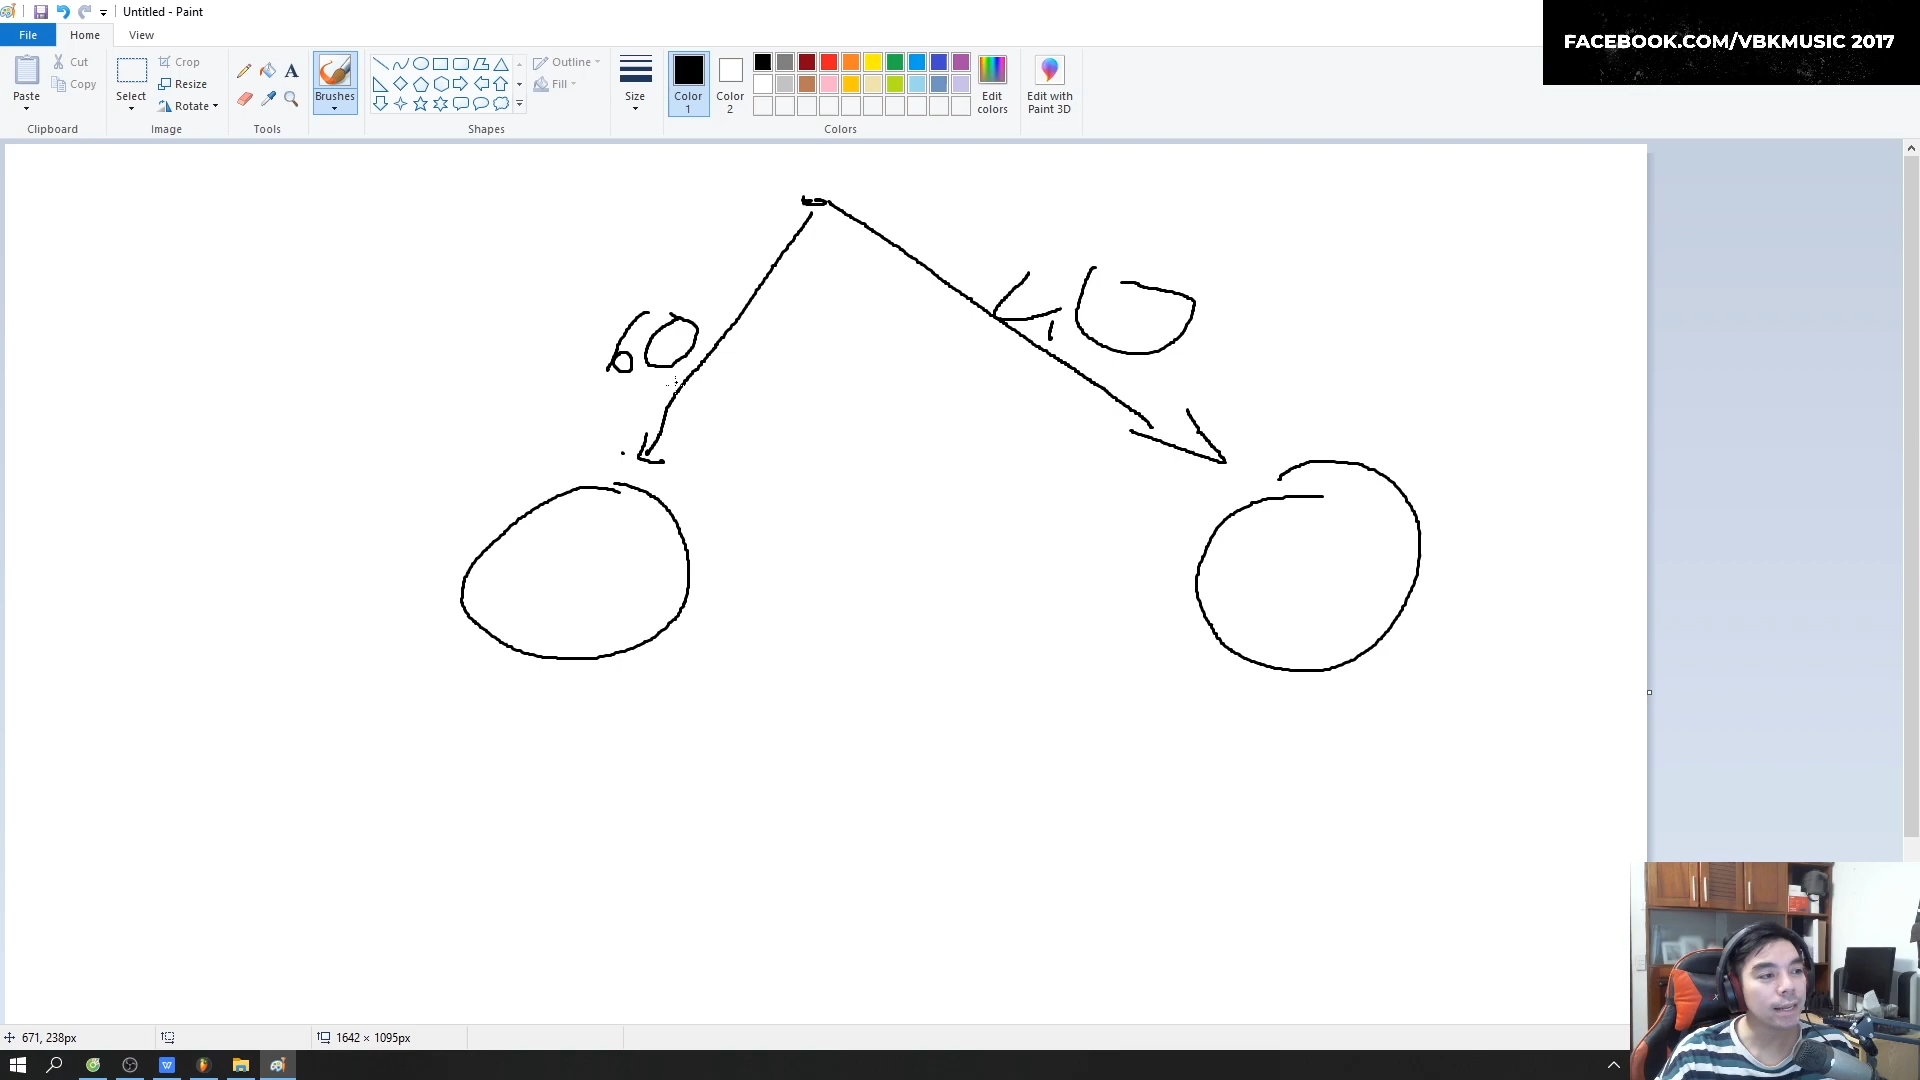 Untitled - Paint
FACEBOOK.COM/VBKMUSIC 2017
File Home View
Paste
Cut
Copy
Clipboard
Select
Crop
Resize
Rotate
Image
Tools
Brushes
Shapes
Outline
Fill
Size
Color 1
Color 2
Edit colors
Edit with Paint 3D
Colors
60
40
671, 238px
1642 × 1095px